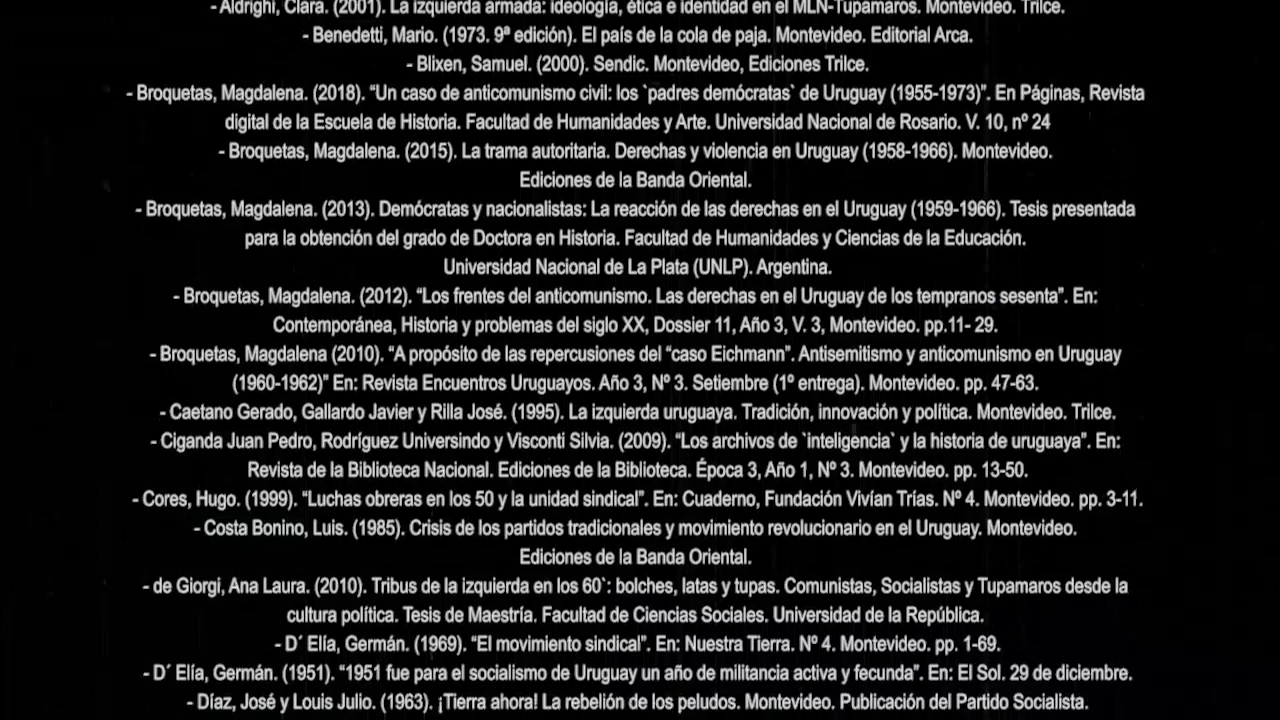 - Aldrighi, Clara. (2001). La izquierda armada: ideología, ética e identidad en el MLN-Tupamaros. Montevideo. Trilce.
- Benedetti, Mario. (1973. 9ª edición). El país de la cola de paja. Montevideo. Editorial Arca.
- Blixen, Samuel. (2000). Sendic. Montevideo, Ediciones Trilce.
- Broquetas, Magdalena. (2018). “Un caso de anticomunismo civil: los `padres demócratas` de Uruguay (1955-1973)”. En Páginas, Revista
digital de la Escuela de Historia. Facultad de Humanidades y Arte. Universidad Nacional de Rosario. V. 10, nº 24
- Broquetas, Magdalena. (2015). La trama autoritaria. Derechas y violencia en Uruguay (1958-1966). Montevideo.
Ediciones de la Banda Oriental.
- Broquetas, Magdalena. (2013). Demócratas y nacionalistas: La reacción de las derechas en el Uruguay (1959-1966). Tesis presentada
para la obtención del grado de Doctora en Historia. Facultad de Humanidades y Ciencias de la Educación.
Universidad Nacional de La Plata (UNLP). Argentina.
- Broquetas, Magdalena. (2012). “Los frentes del anticomunismo. Las derechas en el Uruguay de los tempranos sesenta”. En:
Contemporánea, Historia y problemas del siglo XX, Dossier 11, Año 3, V. 3, Montevideo. pp.11- 29.
- Broquetas, Magdalena (2010). “A propósito de las repercusiones del “caso Eichmann”. Antisemitismo y anticomunismo en Uruguay
(1960-1962)” En: Revista Encuentros Uruguayos. Año 3, Nº 3. Setiembre (1º entrega). Montevideo. pp. 47-63.
- Caetano Gerado, Gallardo Javier y Rilla José. (1995). La izquierda uruguaya. Tradición, innovación y política. Montevideo. Trilce.
- Ciganda Juan Pedro, Rodríguez Universindo y Visconti Silvia. (2009). “Los archivos de `inteligencia` y la historia de uruguaya”. En:
Revista de la Biblioteca Nacional. Ediciones de la Biblioteca. Época 3, Año 1, Nº 3. Montevideo. pp. 13-50.
- Cores, Hugo. (1999). “Luchas obreras en los 50 y la unidad sindical”. En: Cuaderno, Fundación Vivían Trías. Nº 4. Montevideo. pp. 3-11.
- Costa Bonino, Luis. (1985). Crisis de los partidos tradicionales y movimiento revolucionario en el Uruguay. Montevideo.
Ediciones de la Banda Oriental.
- de Giorgi, Ana Laura. (2010). Tribus de la izquierda en los 60`: bolches, latas y tupas. Comunistas, Socialistas y Tupamaros desde la
cultura política. Tesis de Maestría. Facultad de Ciencias Sociales. Universidad de la República.
- D´ Elía, Germán. (1969). “El movimiento sindical”. En: Nuestra Tierra. Nº 4. Montevideo. pp. 1-69.
- D´ Elía, Germán. (1951). “1951 fue para el socialismo de Uruguay un año de militancia activa y fecunda”. En: El Sol. 29 de diciembre.
- Díaz, José y Louis Julio. (1963). ¡Tierra ahora! La rebelión de los peludos. Montevideo. Publicación del Partido Socialista.